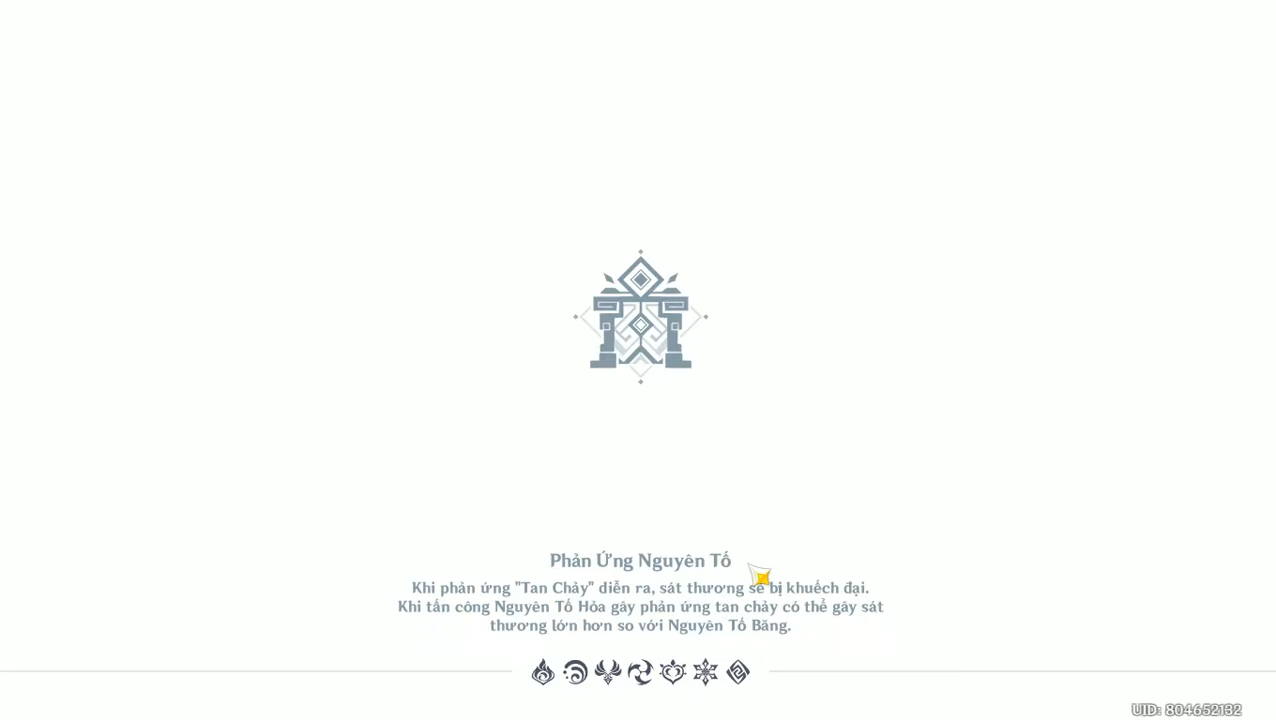 Phản Ứng Nguyên Tố
Khi phản ứng "Tan Chảy" diễn ra, sát thương sẽ bị khuếch đại.
Khi tấn công Nguyên Tố Hỏa gây phản ứng tan chảy có thể gây sát
thương lớn hơn so với Nguyên Tố Băng.
UID: 804652132